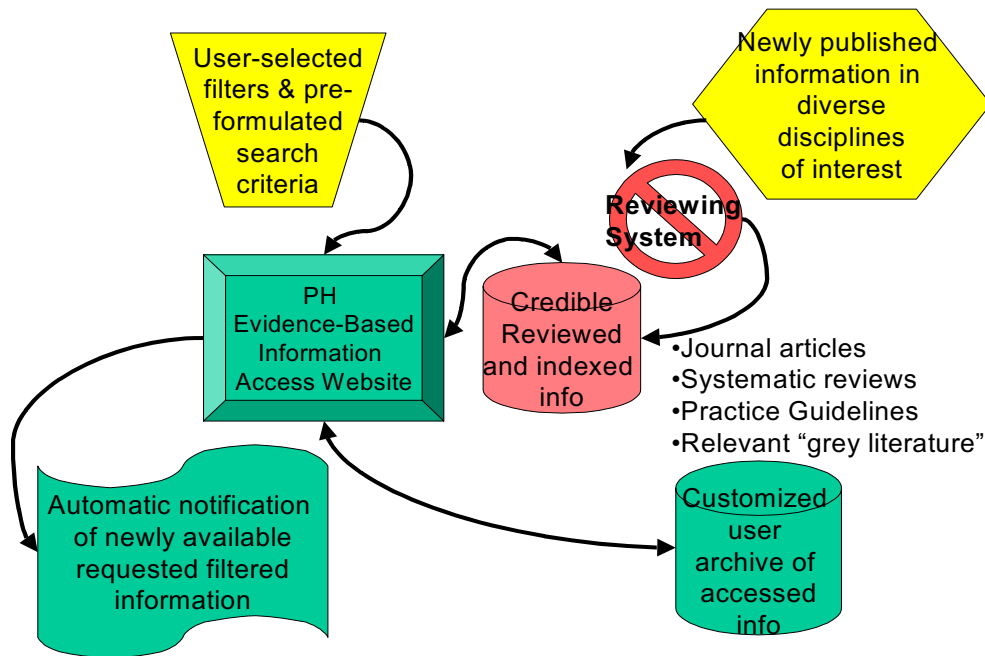 User-selected
filters & pre-
formulated
search
criteria
Newly published
information in
diverse
disciplines
of interest
Reviewing
System
PH
Evidence-Based
Information
Access Website
Credible
Reviewed
and indexed
info
•Journal articles
•Systematic reviews
•Practice Guidelines
•Relevant “grey literature”
Automatic notification
of newly available
requested filtered
information
Customized
user
archive of
accessed
info